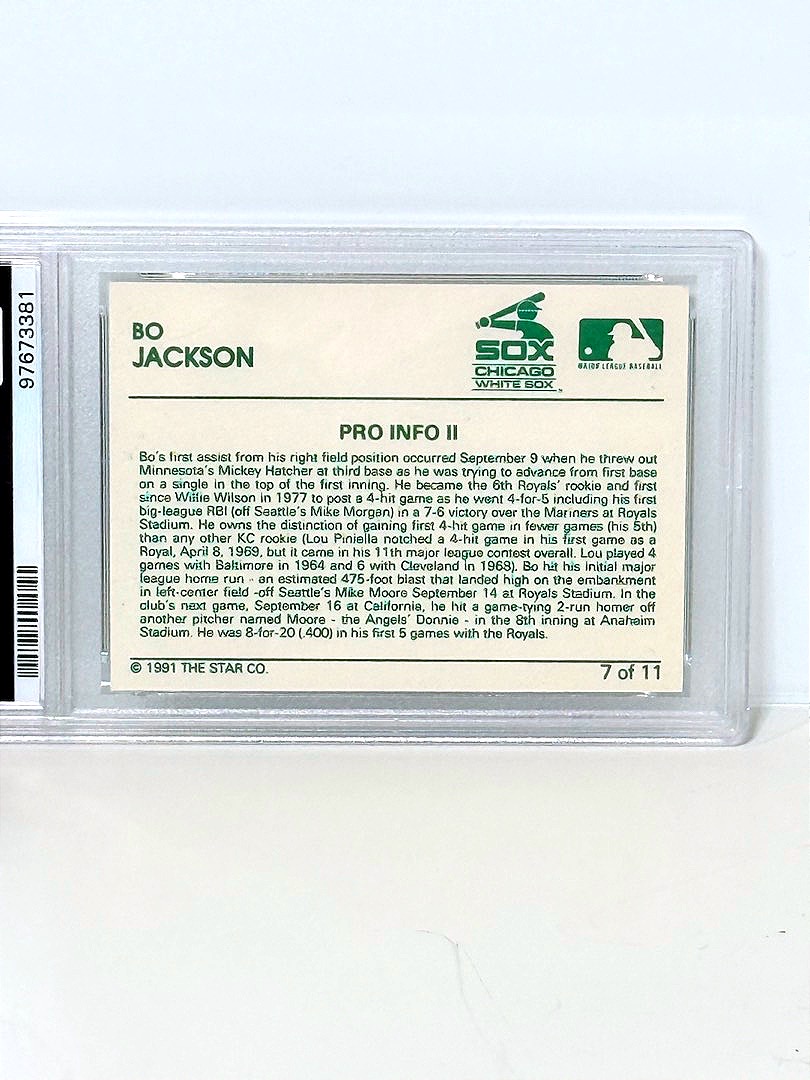 97673381
BO
JACKSON
SOX
CHICAGO
WHITE SOX
MAJOR LEAGUE BASEBALL
PRO INFO II
Bo's first assist from his right field position occurred September 9 when he threw out
Minnesota's Mickey Hatcher at third base as he was trying to advance from first base
on a single in the top of the first inning. He became the 6th Royals' rookie and first
since Willie Wilson in 1977 to post a 4-hit game as he went 4-for-5 including his first
big-league RBI (off Seattle's Mike Morgan) in a 7-6 victory over the Mariners at Royals
Stadium. He owns the distinction of gaining first 4-hit game in fewer games (his 5th)
than any other KC rookie (Lou Piniella notched a 4-hit game in his first game as a
Royal, April 8, 1969, but it came in his 11th major league contest overall. Lou played 4
games with Baltimore in 1964 and 6 with Cleveland in 1968). Bo hit his initial major
league home run - an estimated 475-foot blast that landed high on the embankment
in left-center field -off Seattle's Mike Moore September 14 at Royals Stadium. In the
club's next game, September 16 at California, he hit a game-tying 2-run homer off
another pitcher named Moore - the Angels' Donnie - in the 8th inning at Anaheim
Stadium. He was 8-for-20 (.400) in his first 5 games with the Royals.
© 1991 THE STAR CO.
7 of 11